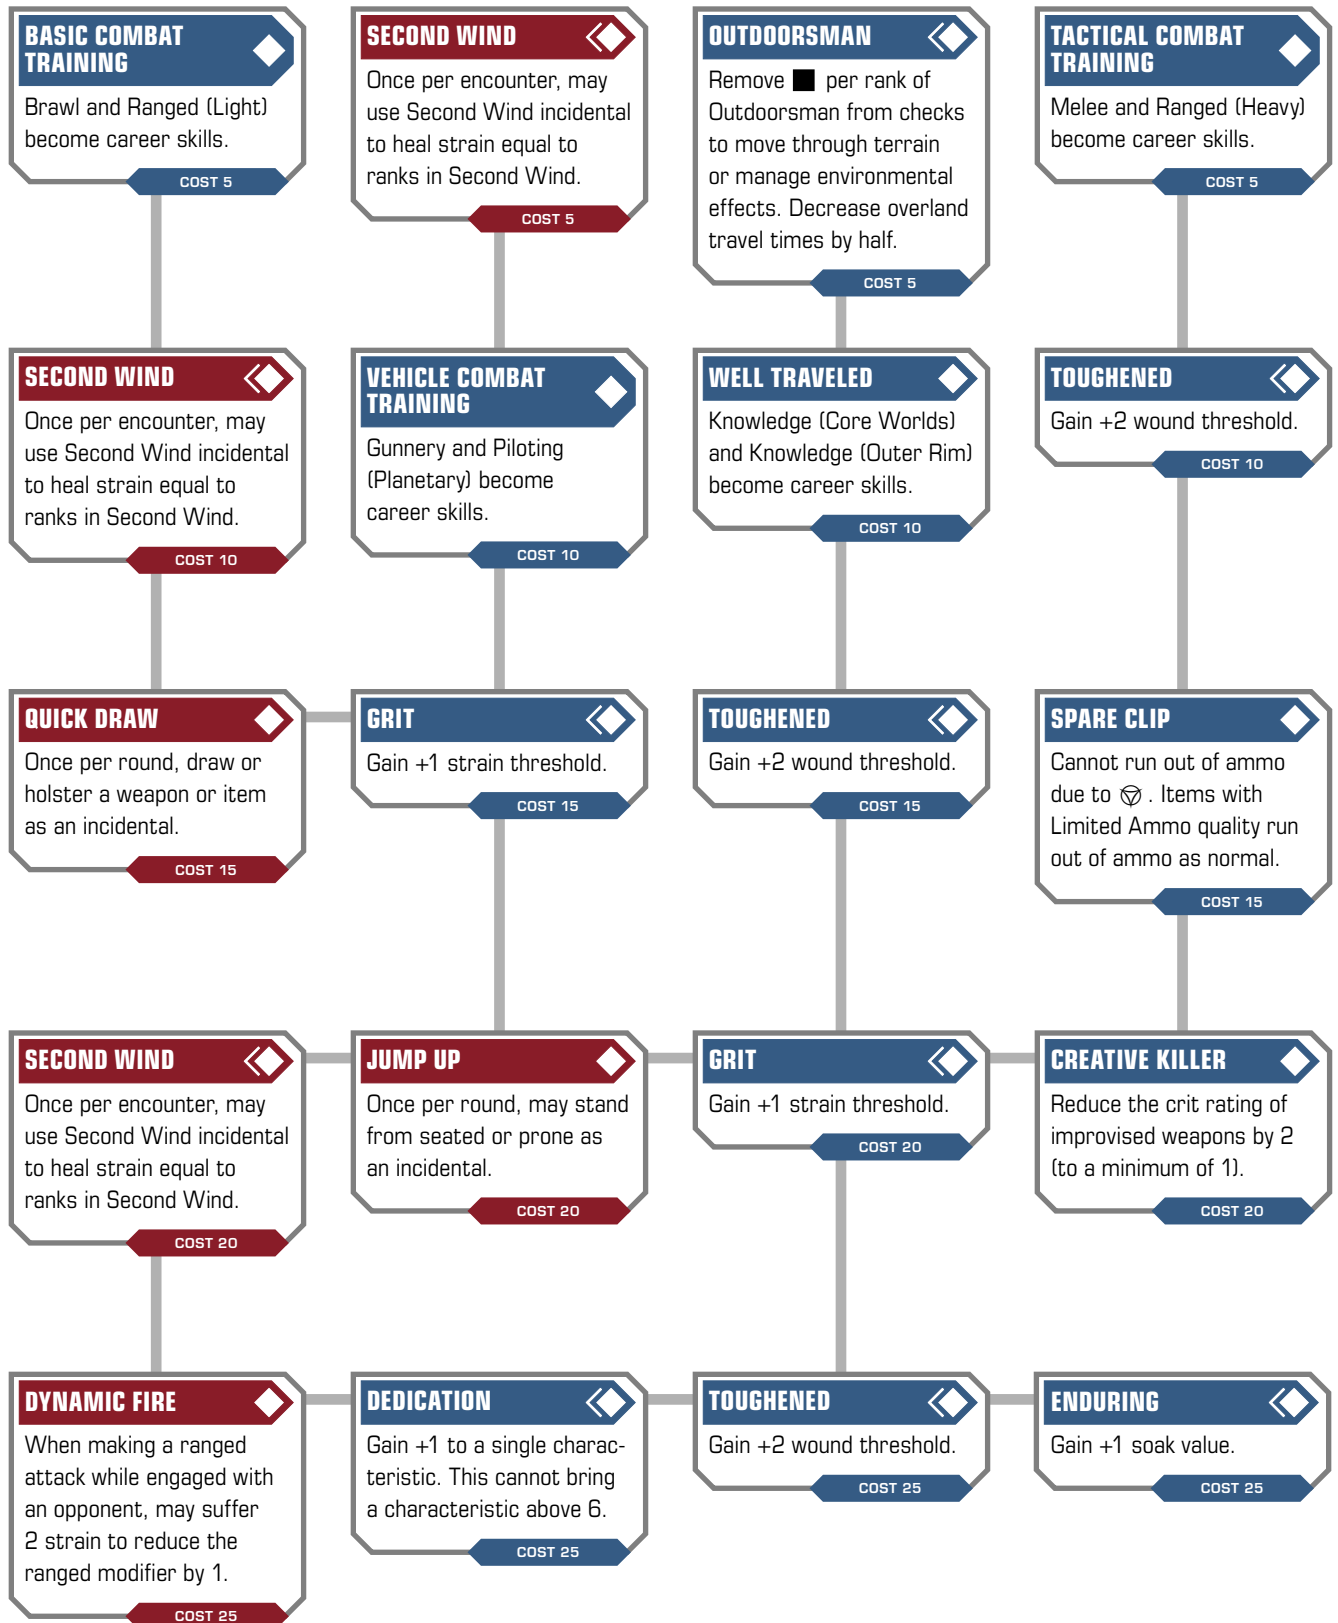 BASIC COMBAT
TRAINING
Brawl and Ranged (Light)
become career skills.
COST 5
SECOND WIND
Once per encounter, may
use Second Wind incidental
to heal strain equal to
ranks in Second Wind.
COST 5
OUTDOORSMAN
Remove ■ per rank of
Outdoorsman from checks
to move through terrain
or manage environmental
effects. Decrease overland
travel times by half.
COST 5
TACTICAL COMBAT
TRAINING
Melee and Ranged (Heavy)
become career skills.
COST 5
SECOND WIND
Once per encounter, may
use Second Wind incidental
to heal strain equal to
ranks in Second Wind.
COST 10
VEHICLE COMBAT
TRAINING
Gunnery and Piloting
(Planetary) become
career skills.
COST 10
WELL TRAVELED
Knowledge (Core Worlds)
and Knowledge (Outer Rim)
become career skills.
COST 10
TOUGHENED
Gain +2 wound threshold.
COST 10
QUICK DRAW
Once per round, draw or
holster a weapon or item
as an incidental.
COST 15
GRIT
Gain +1 strain threshold.
COST 15
TOUGHENED
Gain +2 wound threshold.
COST 15
SPARE CLIP
Cannot run out of ammo
due to . Items with
Limited Ammo quality run
out of ammo as normal.
COST 15
SECOND WIND
Once per encounter, may
use Second Wind incidental
to heal strain equal to
ranks in Second Wind.
COST 20
JUMP UP
Once per round, may stand
from seated or prone as
an incidental.
COST 20
GRIT
Gain +1 strain threshold.
COST 20
CREATIVE KILLER
Reduce the crit rating of
improvised weapons by 2
(to a minimum of 1).
COST 20
DYNAMIC FIRE
When making a ranged
attack while engaged with
an opponent, may suffer
2 strain to reduce the
ranged modifier by 1.
COST 25
DEDICATION
Gain +1 to a single charac-
teristic. This cannot bring
a characteristic above 6.
COST 25
TOUGHENED
Gain +2 wound threshold.
COST 25
ENDURING
Gain +1 soak value.
COST 25